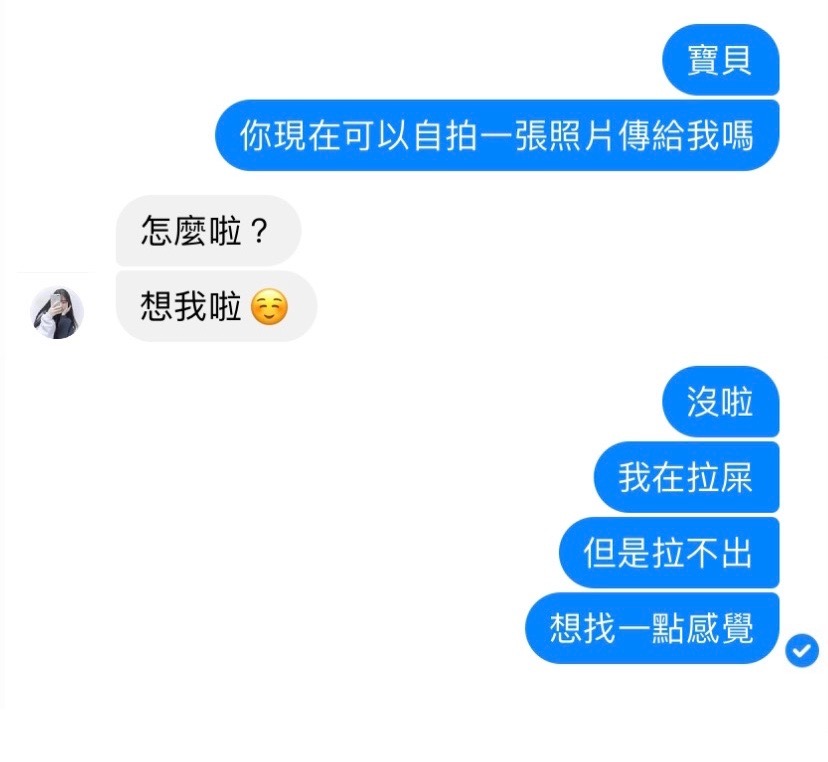 寶貝
你現在可以自拍一張照片傳給我嗎
怎麼啦？
想我啦☺️
沒啦
我在拉屎
但是拉不出
想找一點感覺